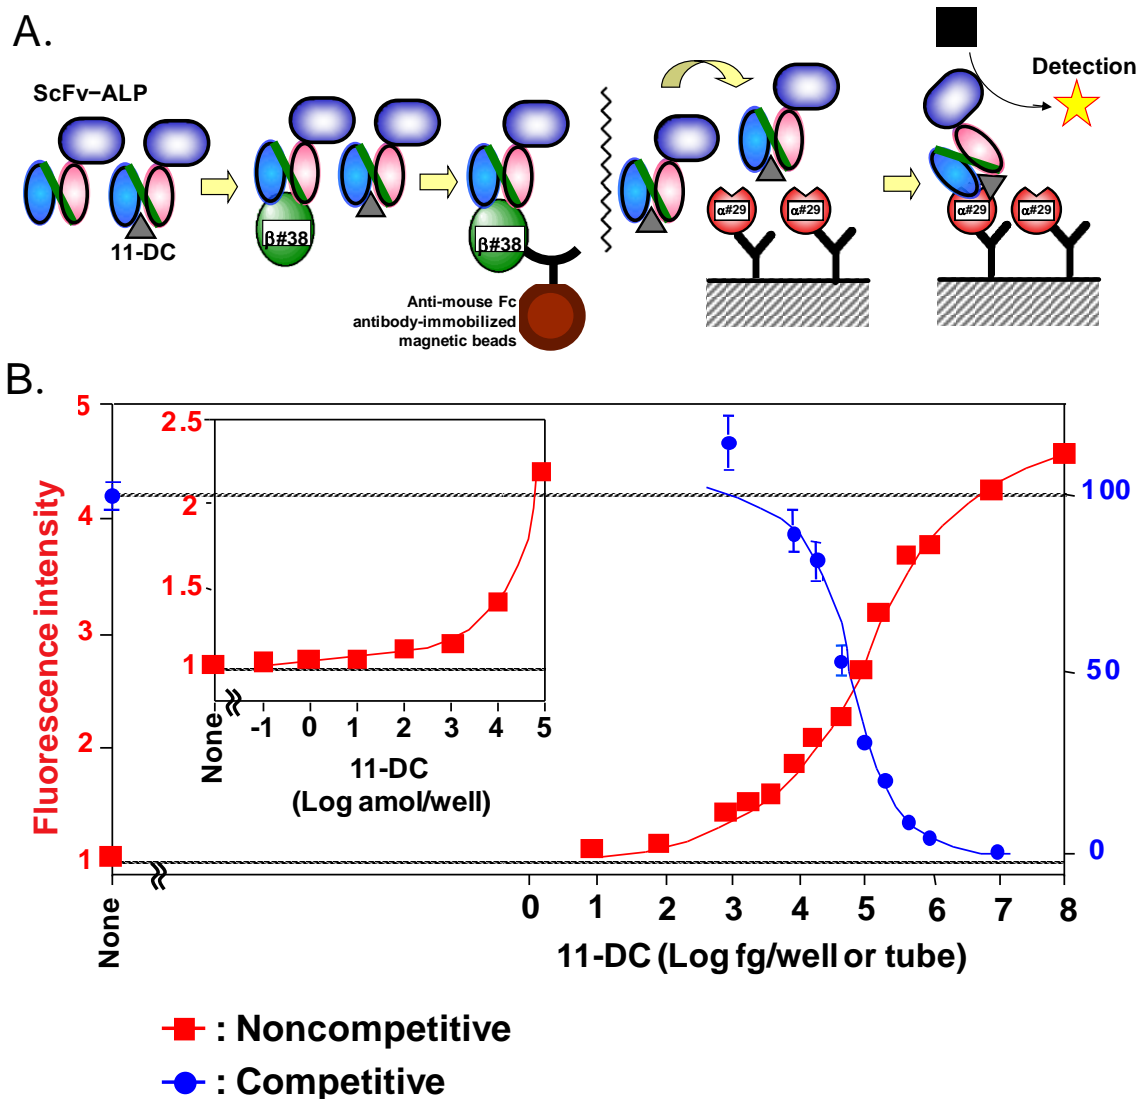 A.
ScFv−ALP
11-DC
β#38
β#38
Anti-mouse Fc
antibody-immobilized
magnetic beads
α#29
α#29
Detection
α#29
α#29
B.
Fluorescence intensity
5
4
3
2
1
2.5
2
1.5
1
None
-1
0
1
2
3
4
5
11-DC
(Log amol/well)
100
50
0
None
0
1
2
3
4
5
6
7
8
11-DC (Log fg/well or tube)
: Noncompetitive
: Competitive